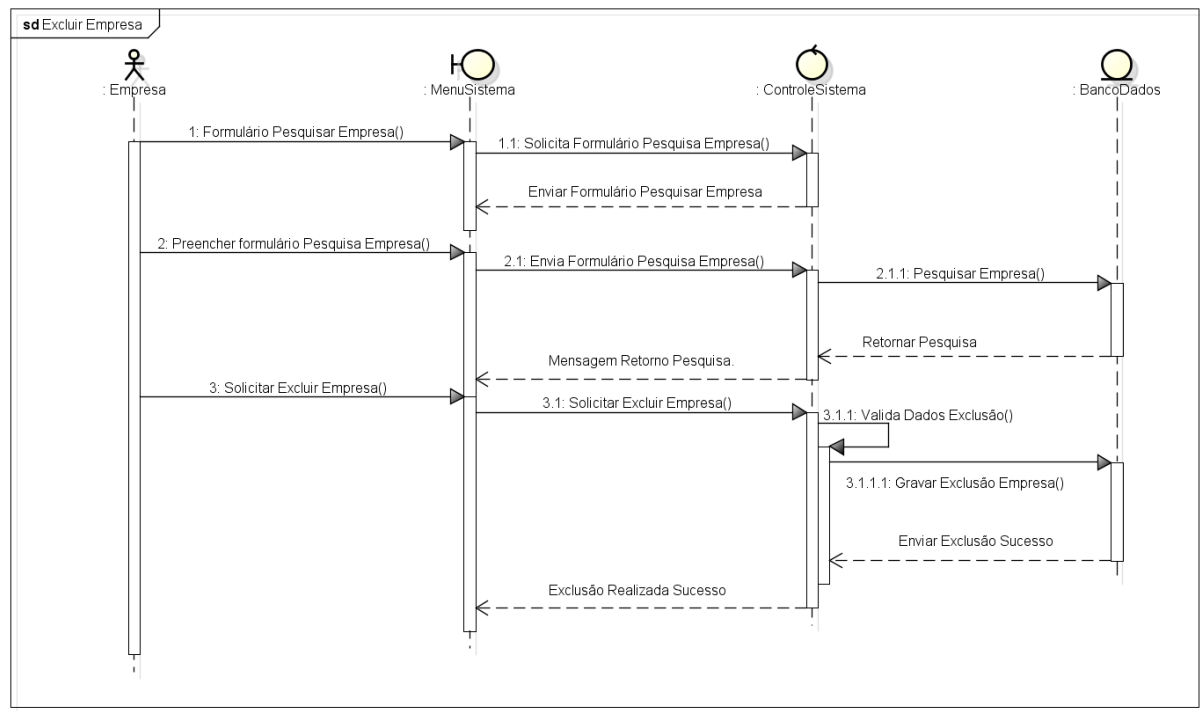 sd Excluir Empresa
: Empresa
: MenuSistema
: ControleSistema
: BancoDados
1: Formulário Pesquisar Empresa()
1.1: Solicita Formulário Pesquisa Empresa()
Enviar Formulário Pesquisar Empresa
2: Preencher formulário Pesquisa Empresa()
2.1: Envia Formulário Pesquisa Empresa()
2.1.1: Pesquisar Empresa()
Retornar Pesquisa
Mensagem Retorno Pesquisa.
3: Solicitar Excluir Empresa()
3.1: Solicitar Excluir Empresa()
3.1.1: Valida Dados Exclusão()
3.1.1.1: Gravar Exclusão Empresa()
Enviar Exclusão Sucesso
Exclusão Realizada Sucesso